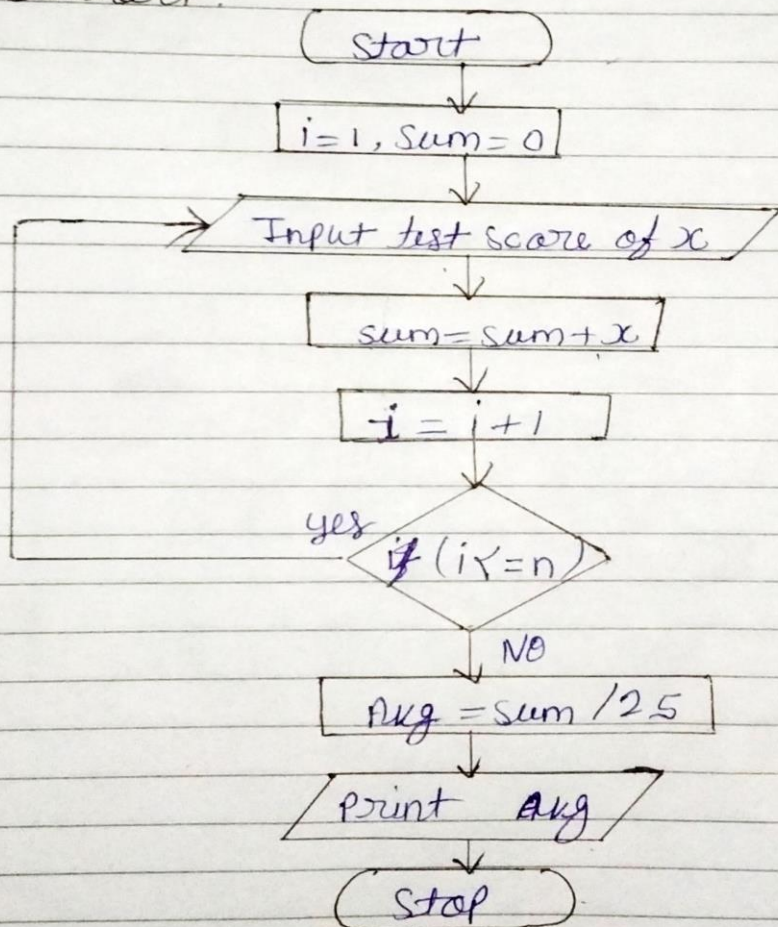 Start
i=1, Sum=0
Input test score of x
sum=sum+x
i = i+1
yes
if (i<=n)
NO
Avg = sum /25
print Avg
Stop